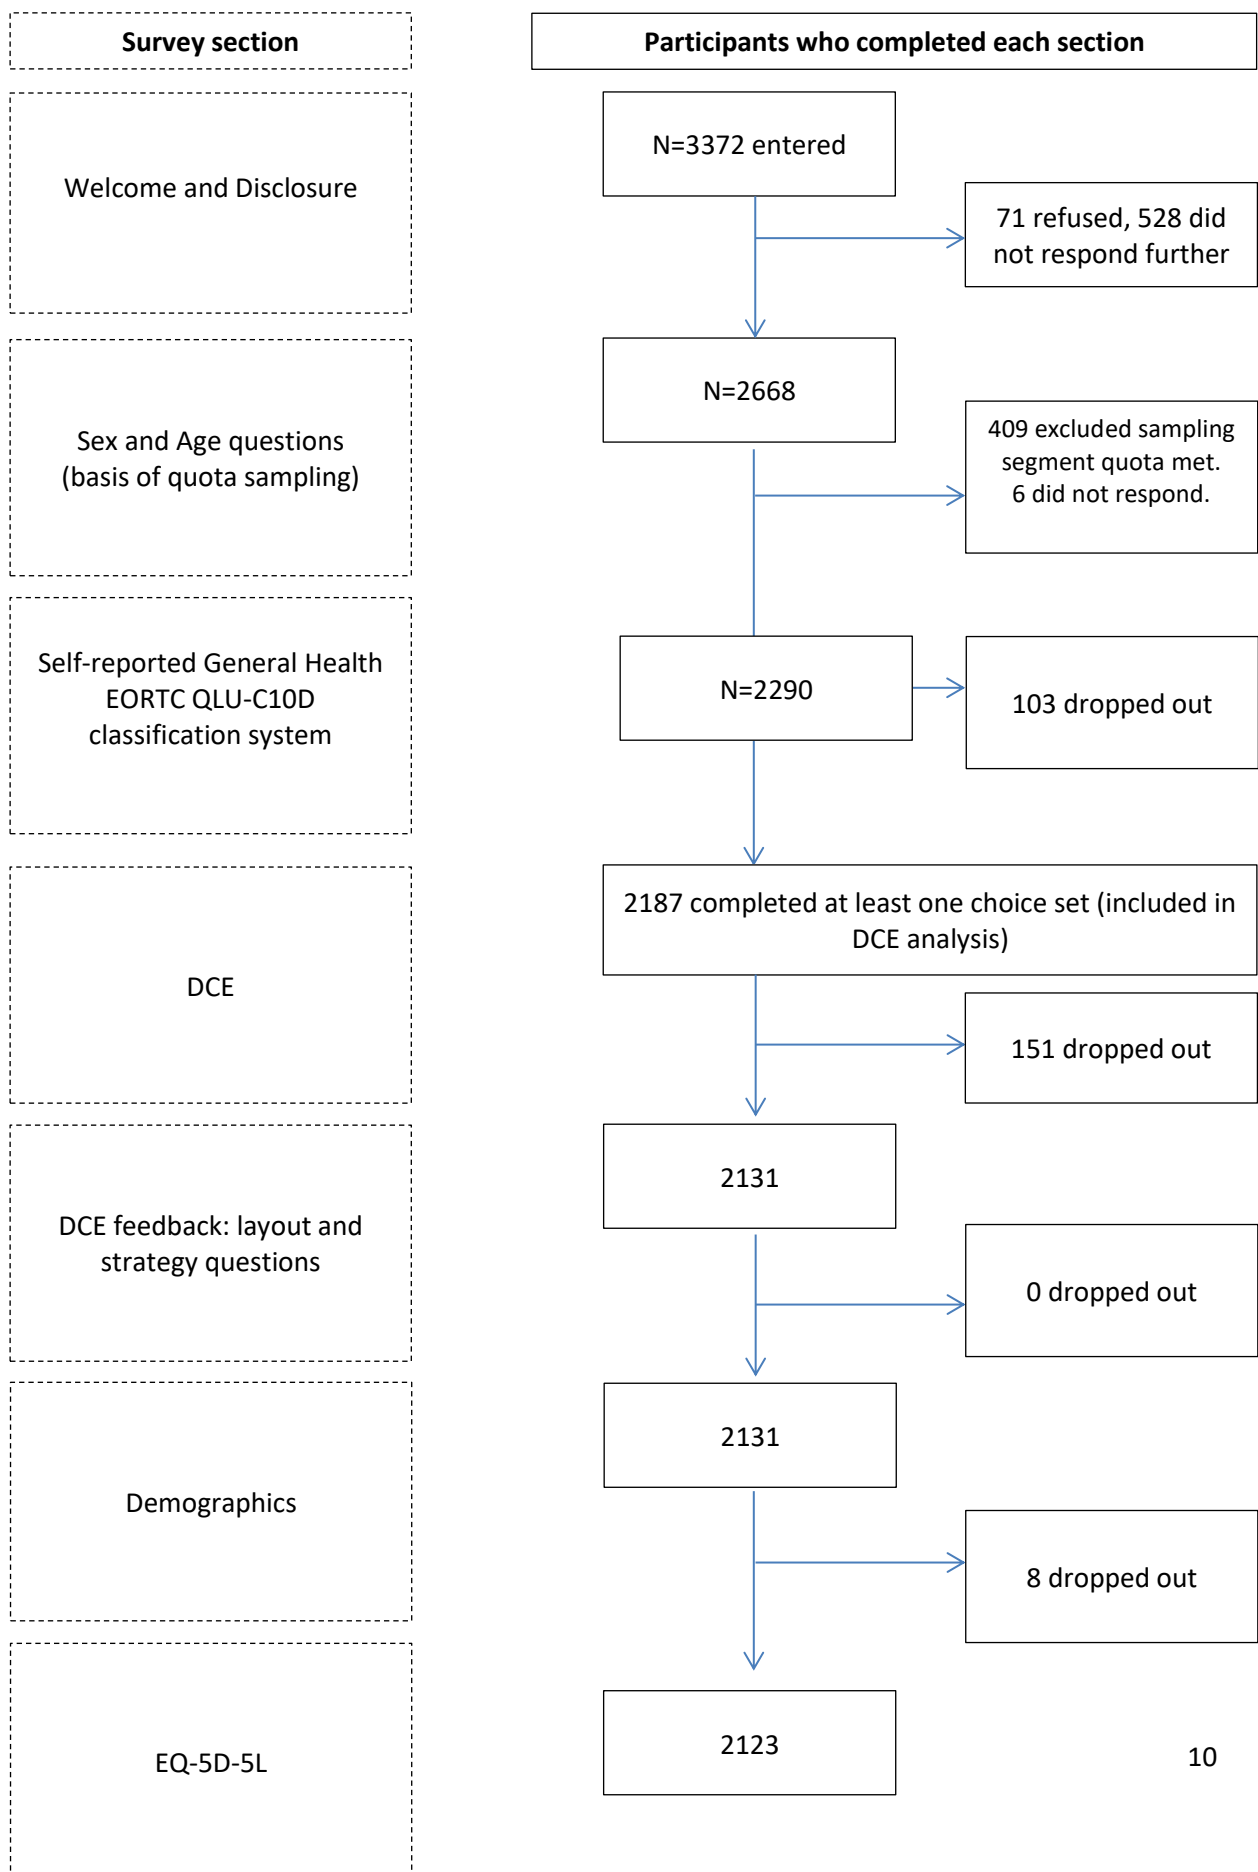 Survey section
Participants who completed each section
Welcome and Disclosure
N=3372 entered
71 refused, 528 did
not respond further
Sex and Age questions
(basis of quota sampling)
N=2668
409 excluded sampling
segment quota met.
6 did not respond.
Self-reported General Health
EORTC QLU-C10D
classification system
N=2290
103 dropped out
DCE
2187 completed at least one choice set (included in
DCE analysis)
151 dropped out
DCE feedback: layout and
strategy questions
2131
0 dropped out
Demographics
2131
8 dropped out
EQ-5D-5L
2123
10